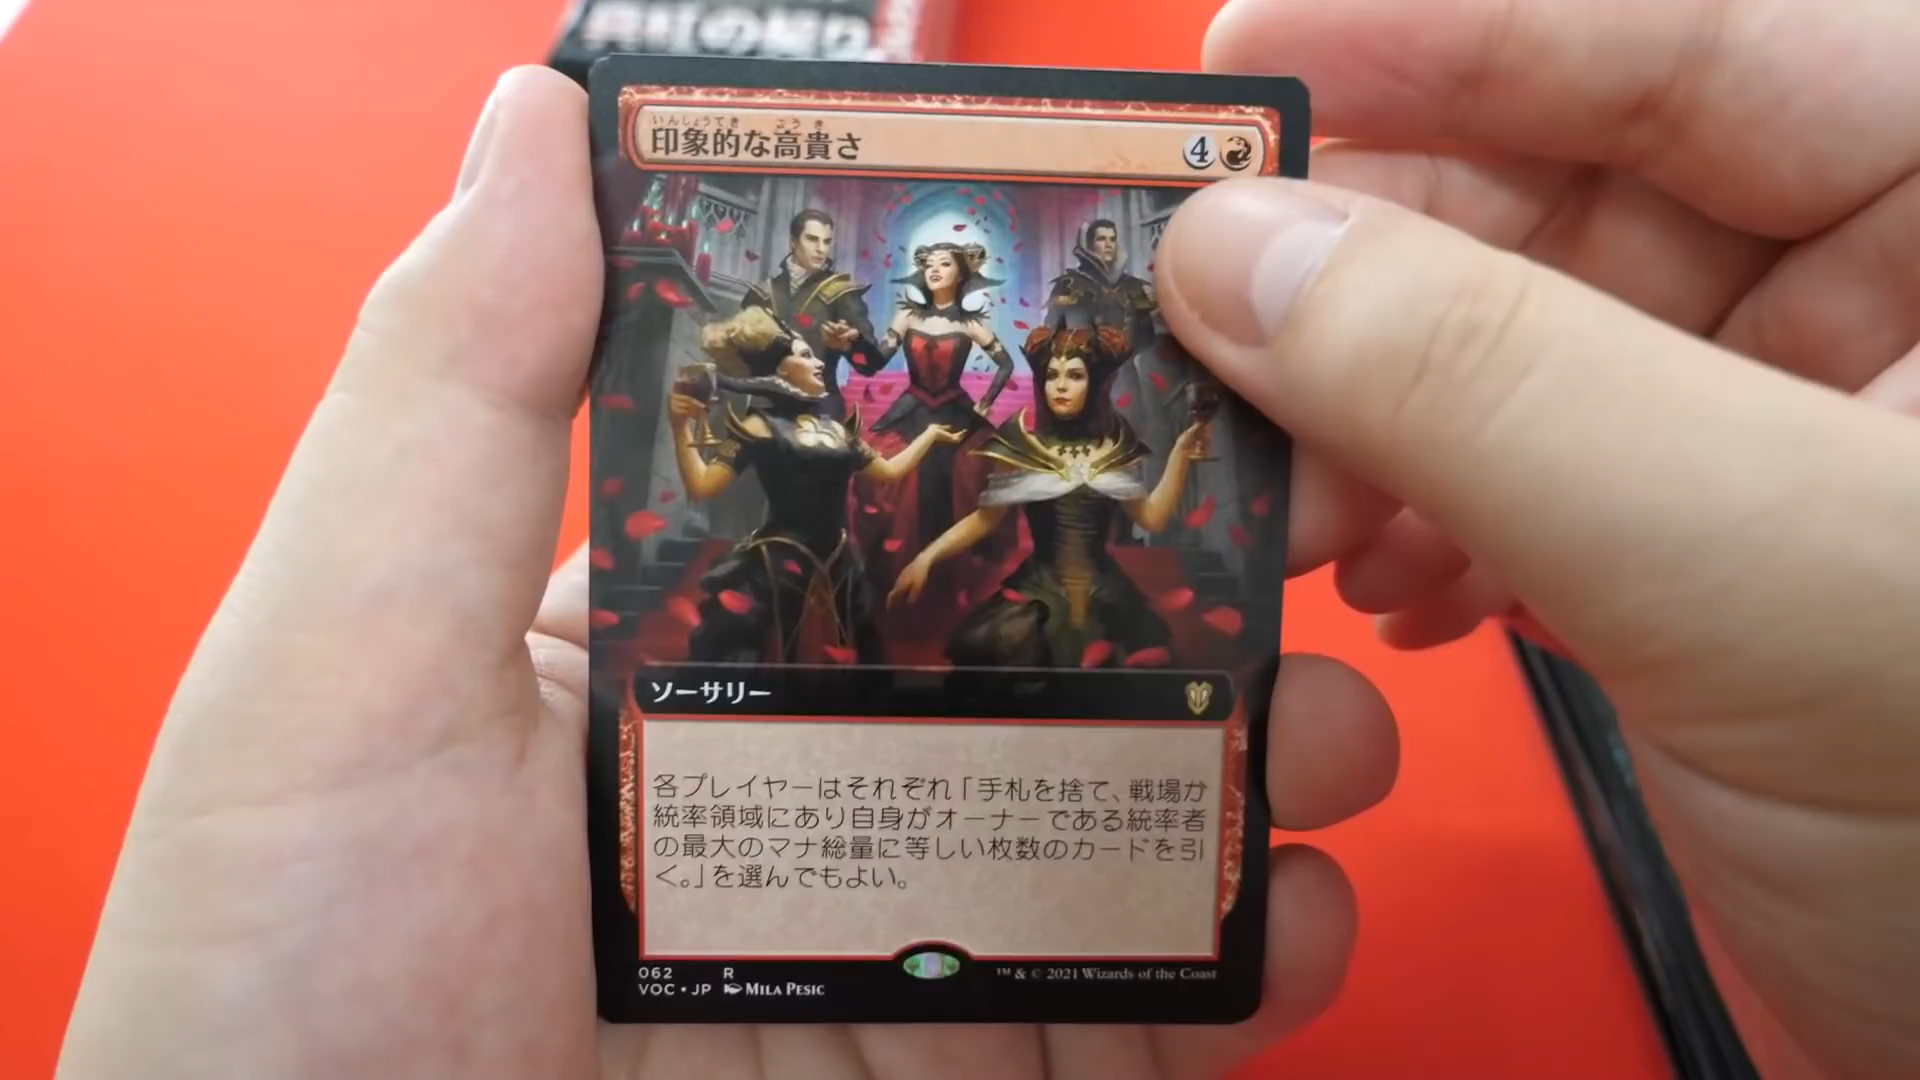 真紅の契り
いんしょうてき こうき
印象的な高貴さ 4
ソーサリー
各プレイヤーはそれぞれ「手札を捨て、戦場か
統率領域にあり自身がオーナーである統率者
の最大のマナ総量に等しい枚数のカードを引
く。」を選んでもよい。
062 R
VOC • JP MILA PESIC
™ & © 2021 Wizards of the Coast